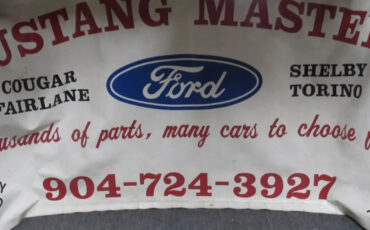 USTANG MASTE
COUGAR
FAIRLANE
Ford
SHELBY
TORINO
usands of parts, many cars to choose
904-724-3927